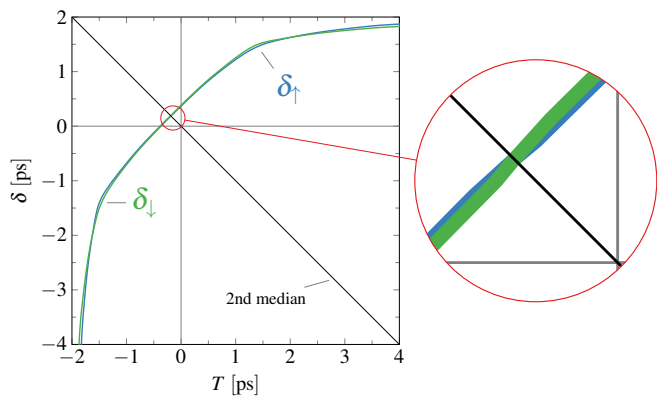 2
1
0
−1
−2
−3
−4
δ [ps]
δ↑
δ↓
2nd median
−2 −1 0 1 2 3 4
T [ps]